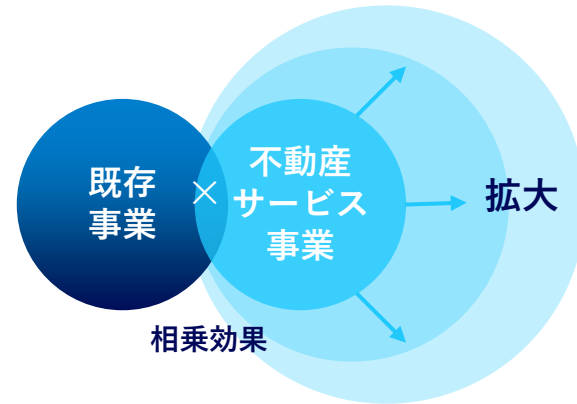 既存
事業
×
不動産
サービス
事業
拡大
相乗効果